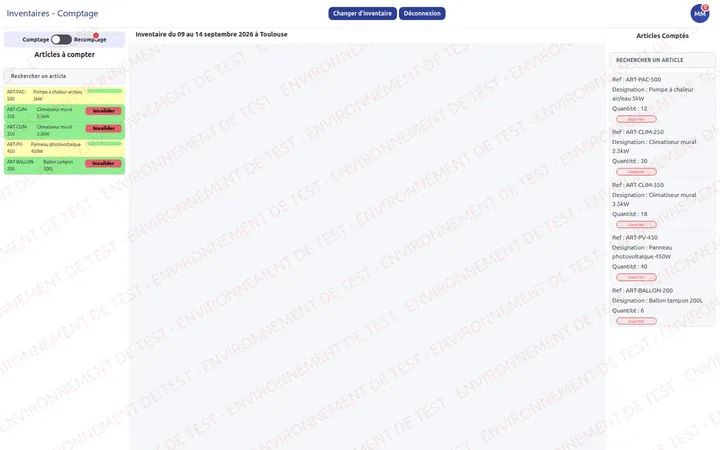 Inventaires - Comptage
Changer d'inventaire
Déconnexion
MM
Comptage
Recomptage
Articles à compter
Rechercher un article
ART-PAC-500
Pompe à chaleur air/eau 5kW
ART-CLIM-250
Climatiseur mural 2.5kW
Invalider
ART-CLIM-350
Climatiseur mural 3.5kW
Invalider
ART-PV-450
Panneau photovoltaïque 450W
ART-BALLON-200
Ballon tampon 200L
Invalider
Inventaire du 09 au 14 septembre 2026 à Toulouse
Articles Comptés
RECHERCHER UN ARTICLE
Ref : ART-PAC-500
Designation : Pompe à chaleur
air/eau 5kW
Quantité : 12
Ref : ART-CLIM-250
Designation : Climatiseur mural
2.5kW
Quantité : 30
Ref : ART-CLIM-350
Designation : Climatiseur mural
3.5kW
Quantité : 18
Ref : ART-PV-450
Designation : Panneau
photovoltaïque 450W
Quantité : 40
Ref : ART-BALLON-200
Designation : Ballon tampon 200L
Quantité : 6
ENVIRONNEMENT DE TEST - ENVIRONNEMENT DE TEST - ENVIRONNEMENT DE TEST